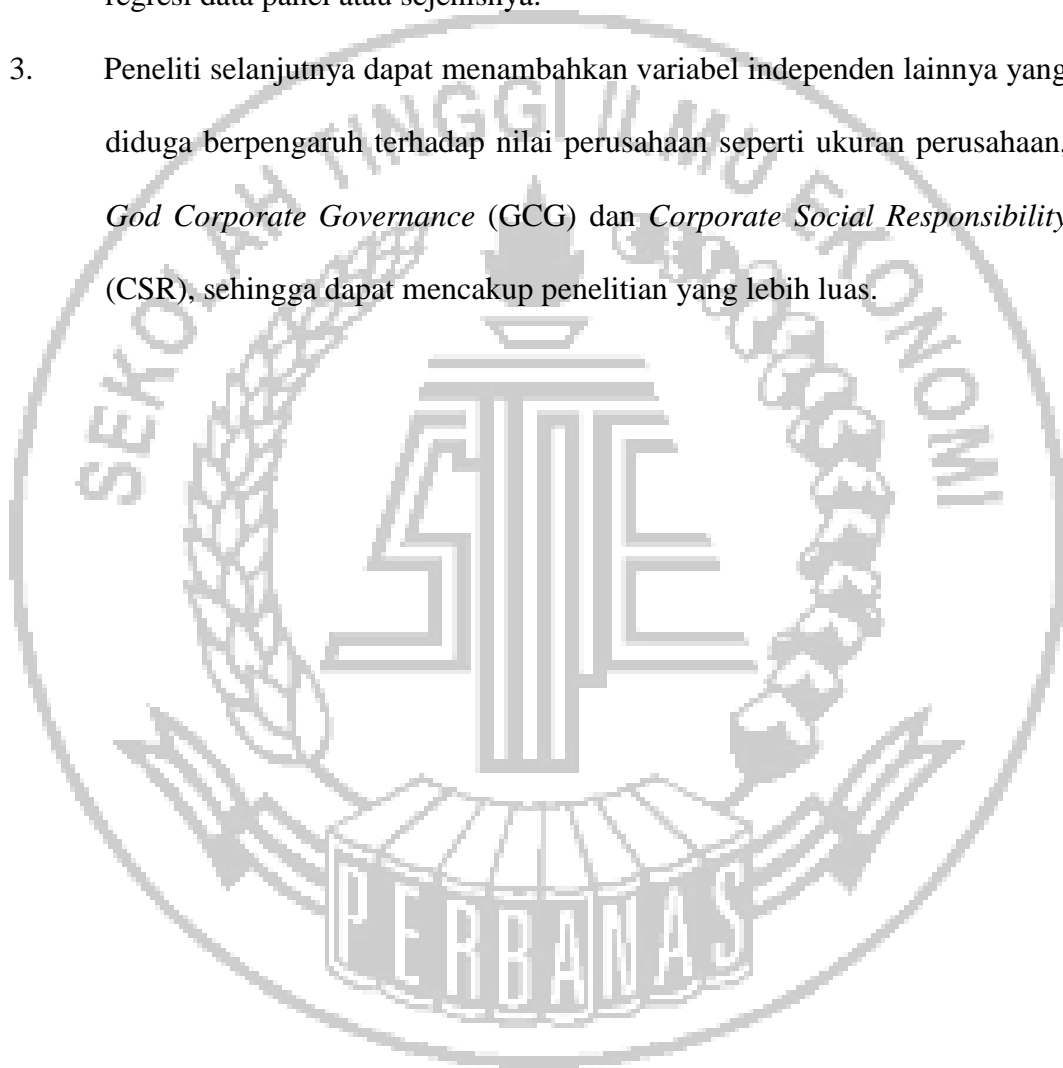 regresi data panel atau sejenisnya.
3. Peneliti selanjutnya dapat menambahkan variabel independen lainnya yang
diduga berpengaruh terhadap nilai perusahaan seperti ukuran perusahaan,
God Corporate Governance (GCG) dan Corporate Social Responsibility
(CSR), sehingga dapat mencakup penelitian yang lebih luas.
SEKOLAH TINGGI ILMU EKONOMI
STIE
PERBANAS